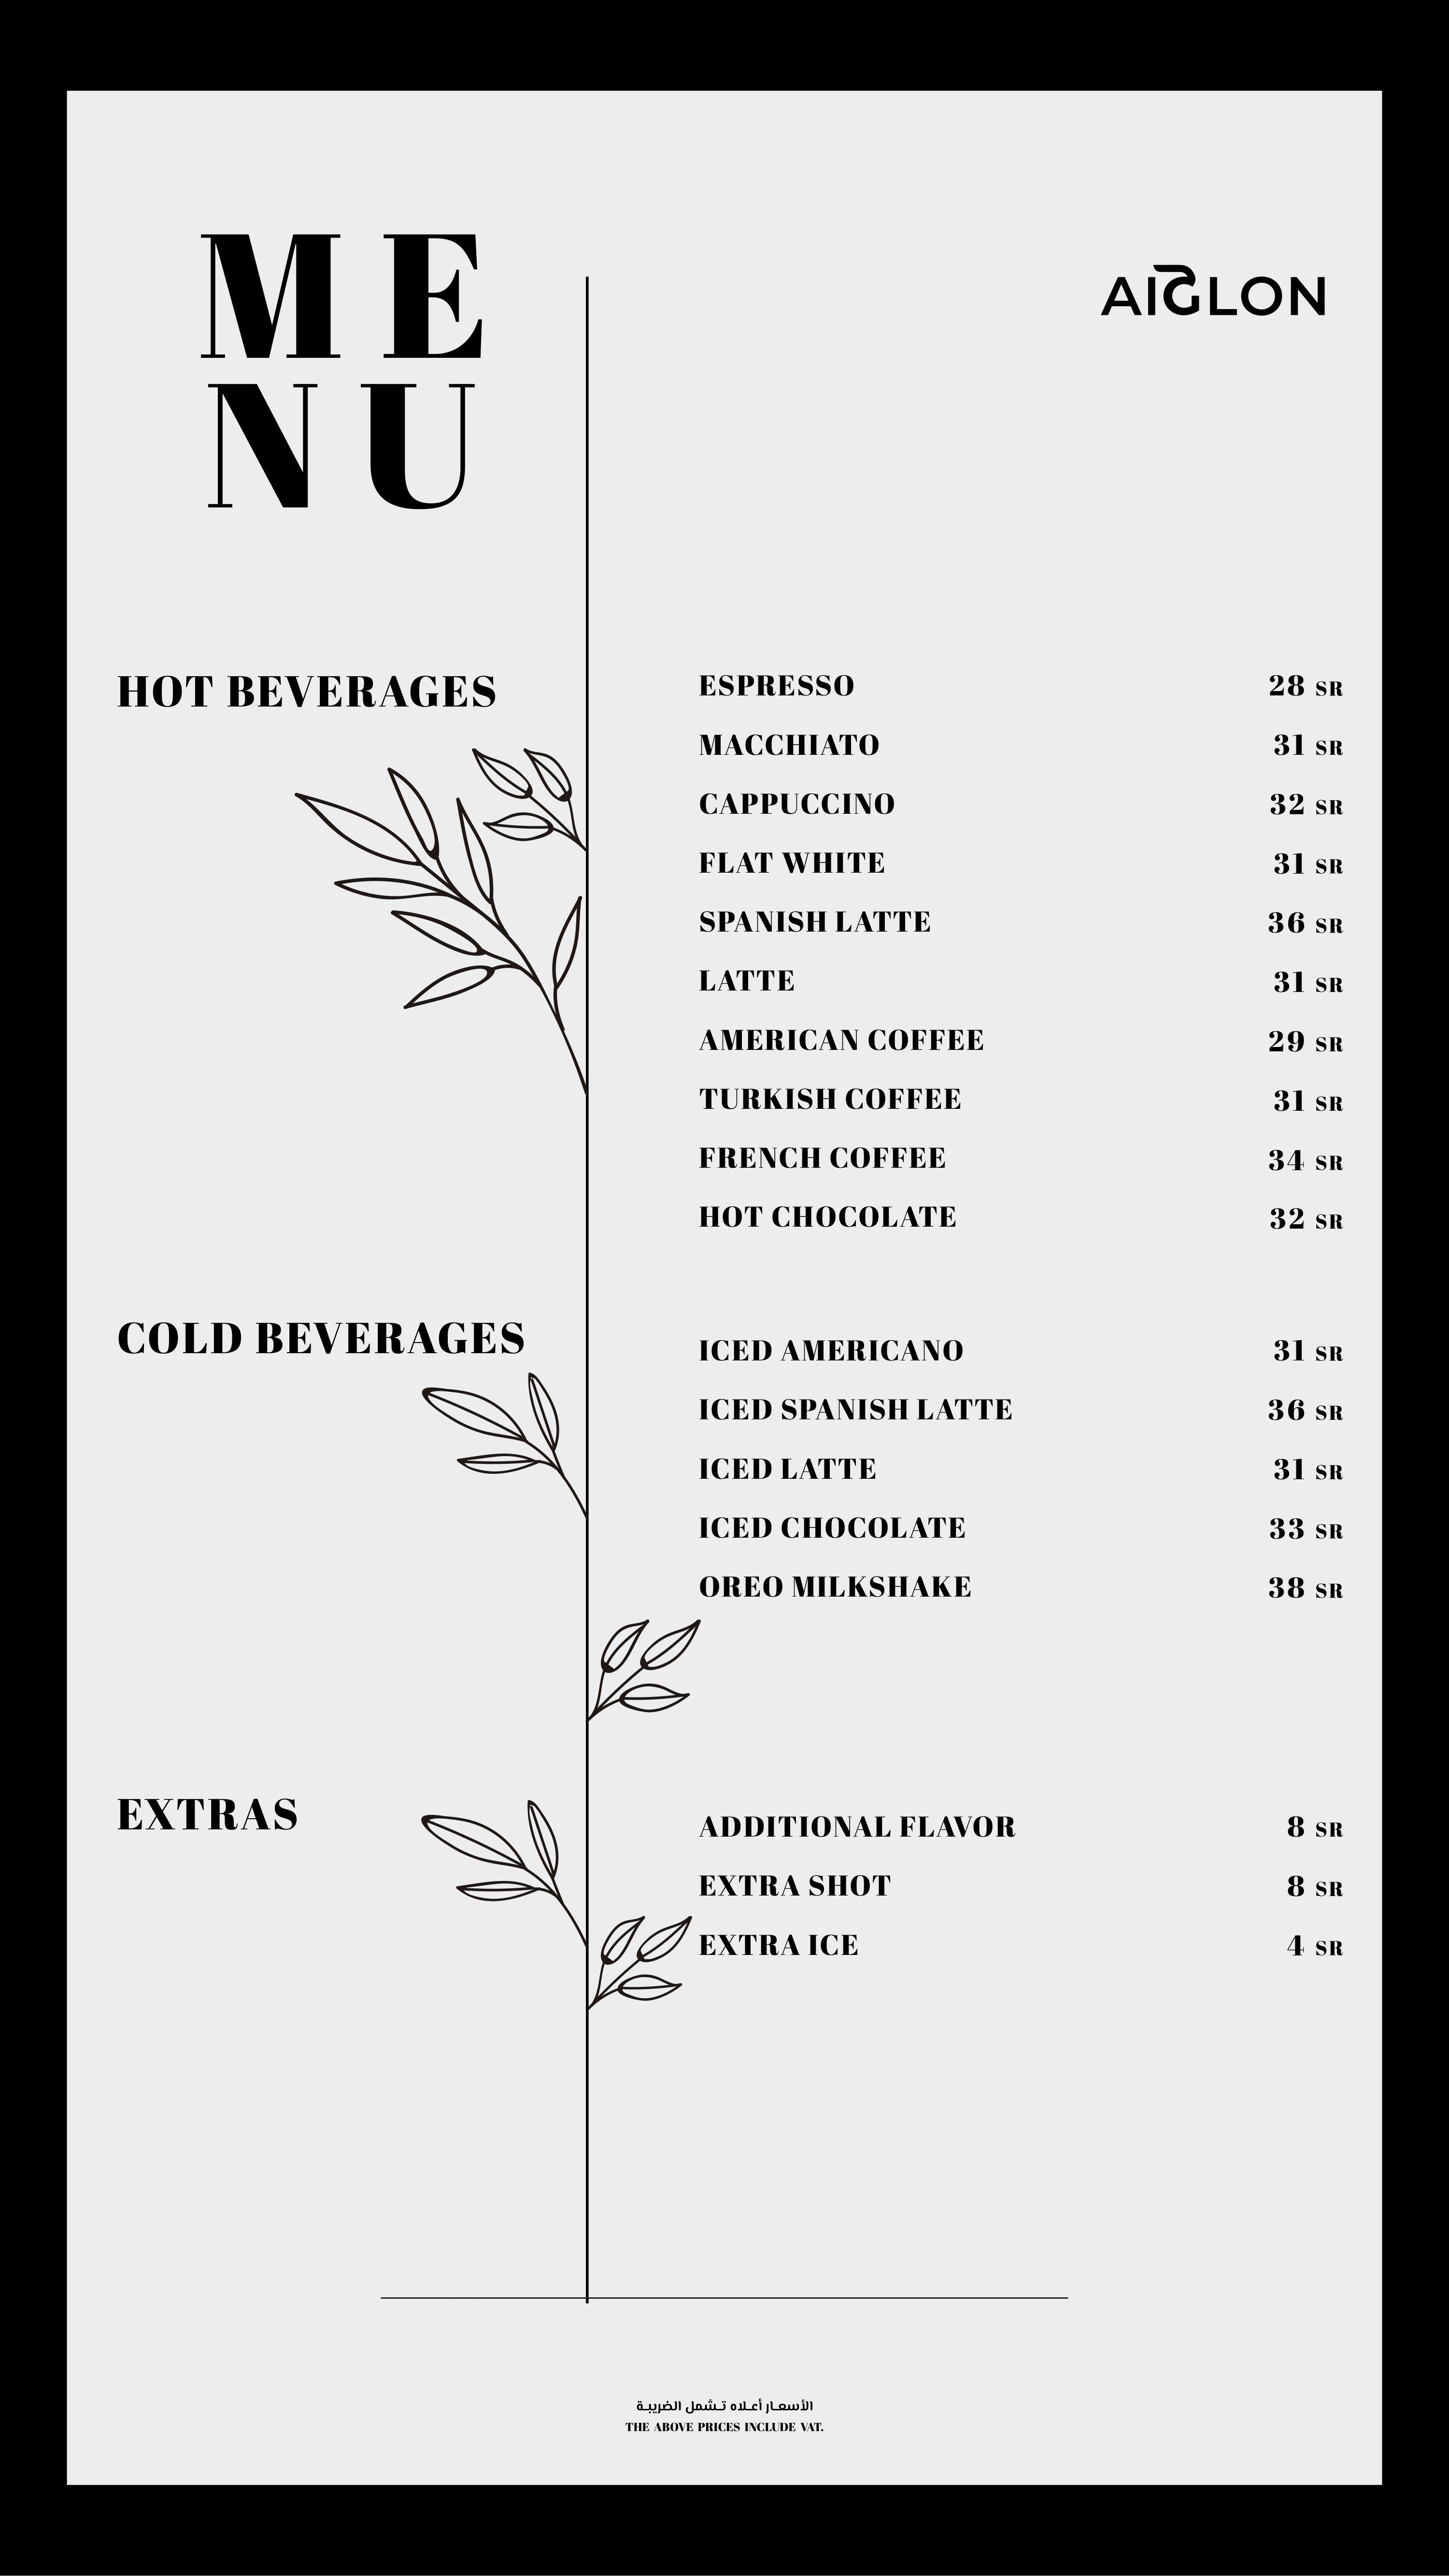 ME
NU
AIGLON
HOT BEVERAGES
ESPRESSO 28 SR
MACCHIATO 31 SR
CAPPUCCINO 32 SR
FLAT WHITE 31 SR
SPANISH LATTE 36 SR
LATTE 31 SR
AMERICAN COFFEE 29 SR
TURKISH COFFEE 31 SR
FRENCH COFFEE 34 SR
HOT CHOCOLATE 32 SR
COLD BEVERAGES
ICED AMERICANO 31 SR
ICED SPANISH LATTE 36 SR
ICED LATTE 31 SR
ICED CHOCOLATE 33 SR
OREO MILKSHAKE 38 SR
EXTRAS
ADDITIONAL FLAVOR 8 SR
EXTRA SHOT 8 SR
EXTRA ICE 4 SR
الأسعـار أعـلاه تـشمل الضريبـة
THE ABOVE PRICES INCLUDE VAT.